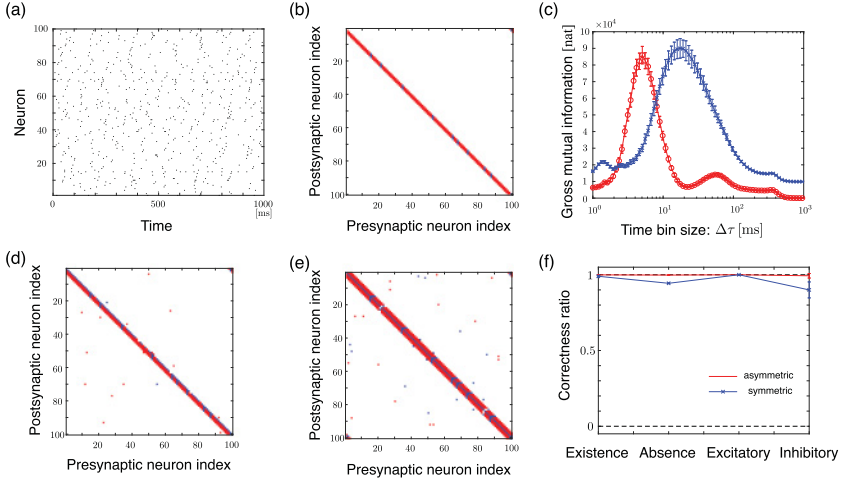 (a)
Neuron
100
80
60
40
20
0
500
1000
[ms]
Time
(b)
Postsynaptic neuron index
20
40
60
80
100
20
40
60
80
100
Presynaptic neuron index
(c)
×10⁴
Gross mutual information [nat]
10
9
8
7
6
5
4
3
2
1
0
10⁰
10¹
10²
10³
Time bin size: Δτ [ms]
(d)
Postsynaptic neuron index
20
40
60
80
100
20
40
60
80
100
Presynaptic neuron index
(e)
Postsynaptic neuron index
20
40
60
80
100
20
40
60
80
100
Presynaptic neuron index
(f)
Correctness ratio
1
0.5
0
asymmetric
symmetric
Existence Absence Excitatory Inhibitory